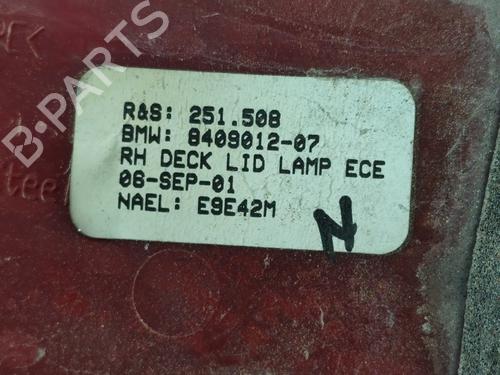 B-PARTS
R&S: 251.508
BMW: 8409012-07
RH DECK LID LAMP ECE
06-SEP-01
NAEL: E9E42M
N